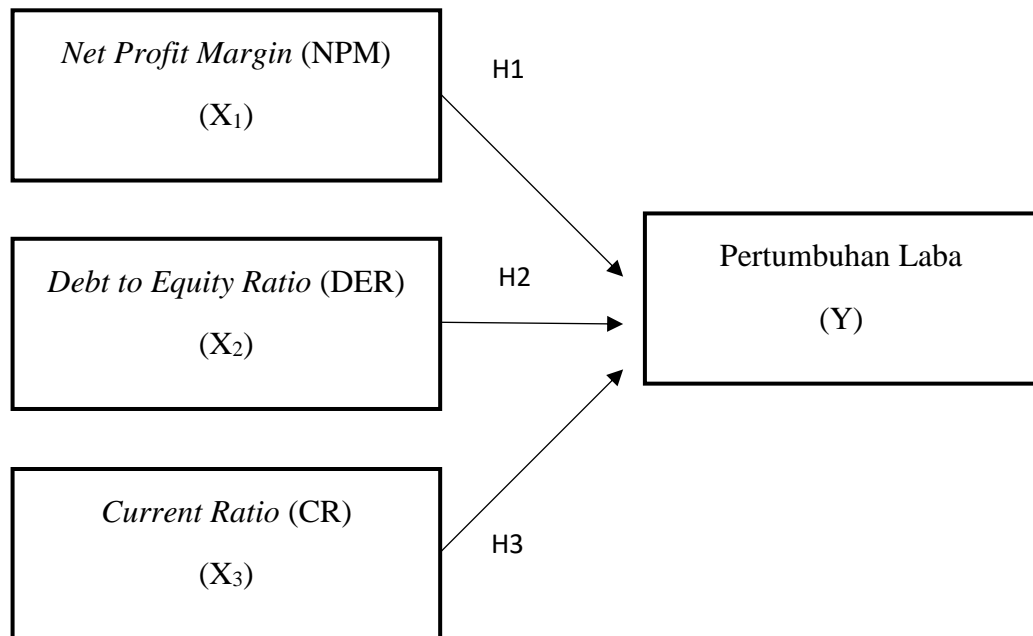 Net Profit Margin (NPM)
(X₁)
H1
Debt to Equity Ratio (DER)
(X₂)
H2
Pertumbuhan Laba
(Y)
Current Ratio (CR)
(X₃)
H3